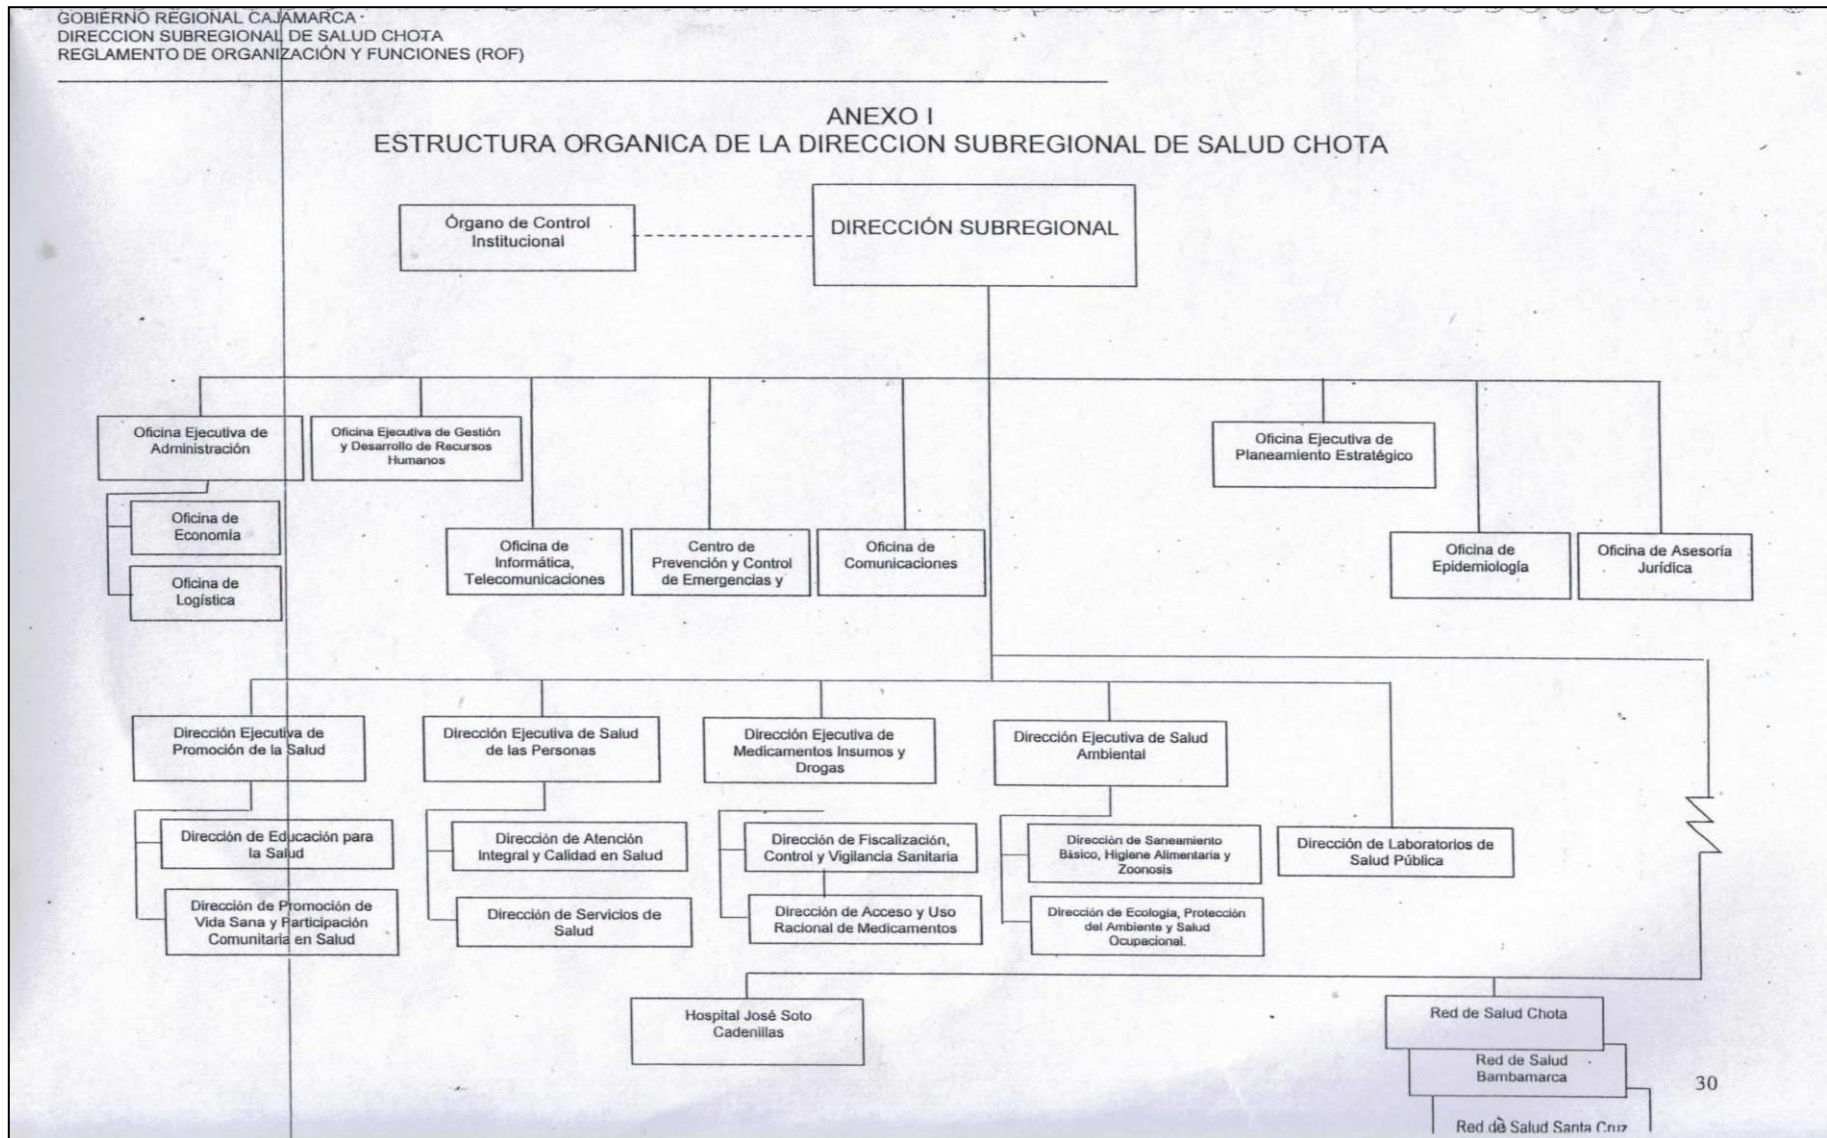 GOBIERNO REGIONAL CAJAMARCA
DIRECCION SUBREGIONAL DE SALUD CHOTA
REGLAMENTO DE ORGANIZACIÓN Y FUNCIONES (ROF)
ANEXO I
ESTRUCTURA ORGANICA DE LA DIRECCION SUBREGIONAL DE SALUD CHOTA
Órgano de Control
Institucional
DIRECCIÓN SUBREGIONAL
Oficina Ejecutiva de
Administración
Oficina Ejecutiva de Gestión
y Desarrollo de Recursos
Humanos
Oficina Ejecutiva de
Planeamiento Estratégico
Oficina de
Economía
Oficina de
Logística
Oficina de
Informática,
Telecomunicaciones
Centro de
Prevención y Control
de Emergencias y
Oficina de
Comunicaciones
Oficina de
Epidemiología
Oficina de Asesoría
Jurídica
Dirección Ejecutiva de
Promoción de la Salud
Dirección Ejecutiva de Salud
de las Personas
Dirección Ejecutiva de
Medicamentos Insumos y
Drogas
Dirección Ejecutiva de Salud
Ambiental
Dirección de Educación para
la Salud
Dirección de Atención
Integral y Calidad en Salud
Dirección de Fiscalización,
Control y Vigilancia Sanitaria
Dirección de Saneamiento
Básico, Higiene Alimentaria y
Zoonosis
Dirección de Laboratorios de
Salud Pública
Dirección de Promoción de
Vida Sana y Participación
Comunitaria en Salud
Dirección de Servicios de
Salud
Dirección de Acceso y Uso
Racional de Medicamentos
Dirección de Ecología, Protección
del Ambiente y Salud
Ocupacional.
Hospital José Soto
Cadenillas
Red de Salud Chota
Red de Salud
Bambamarca
Red de Salud Santa Cruz
30